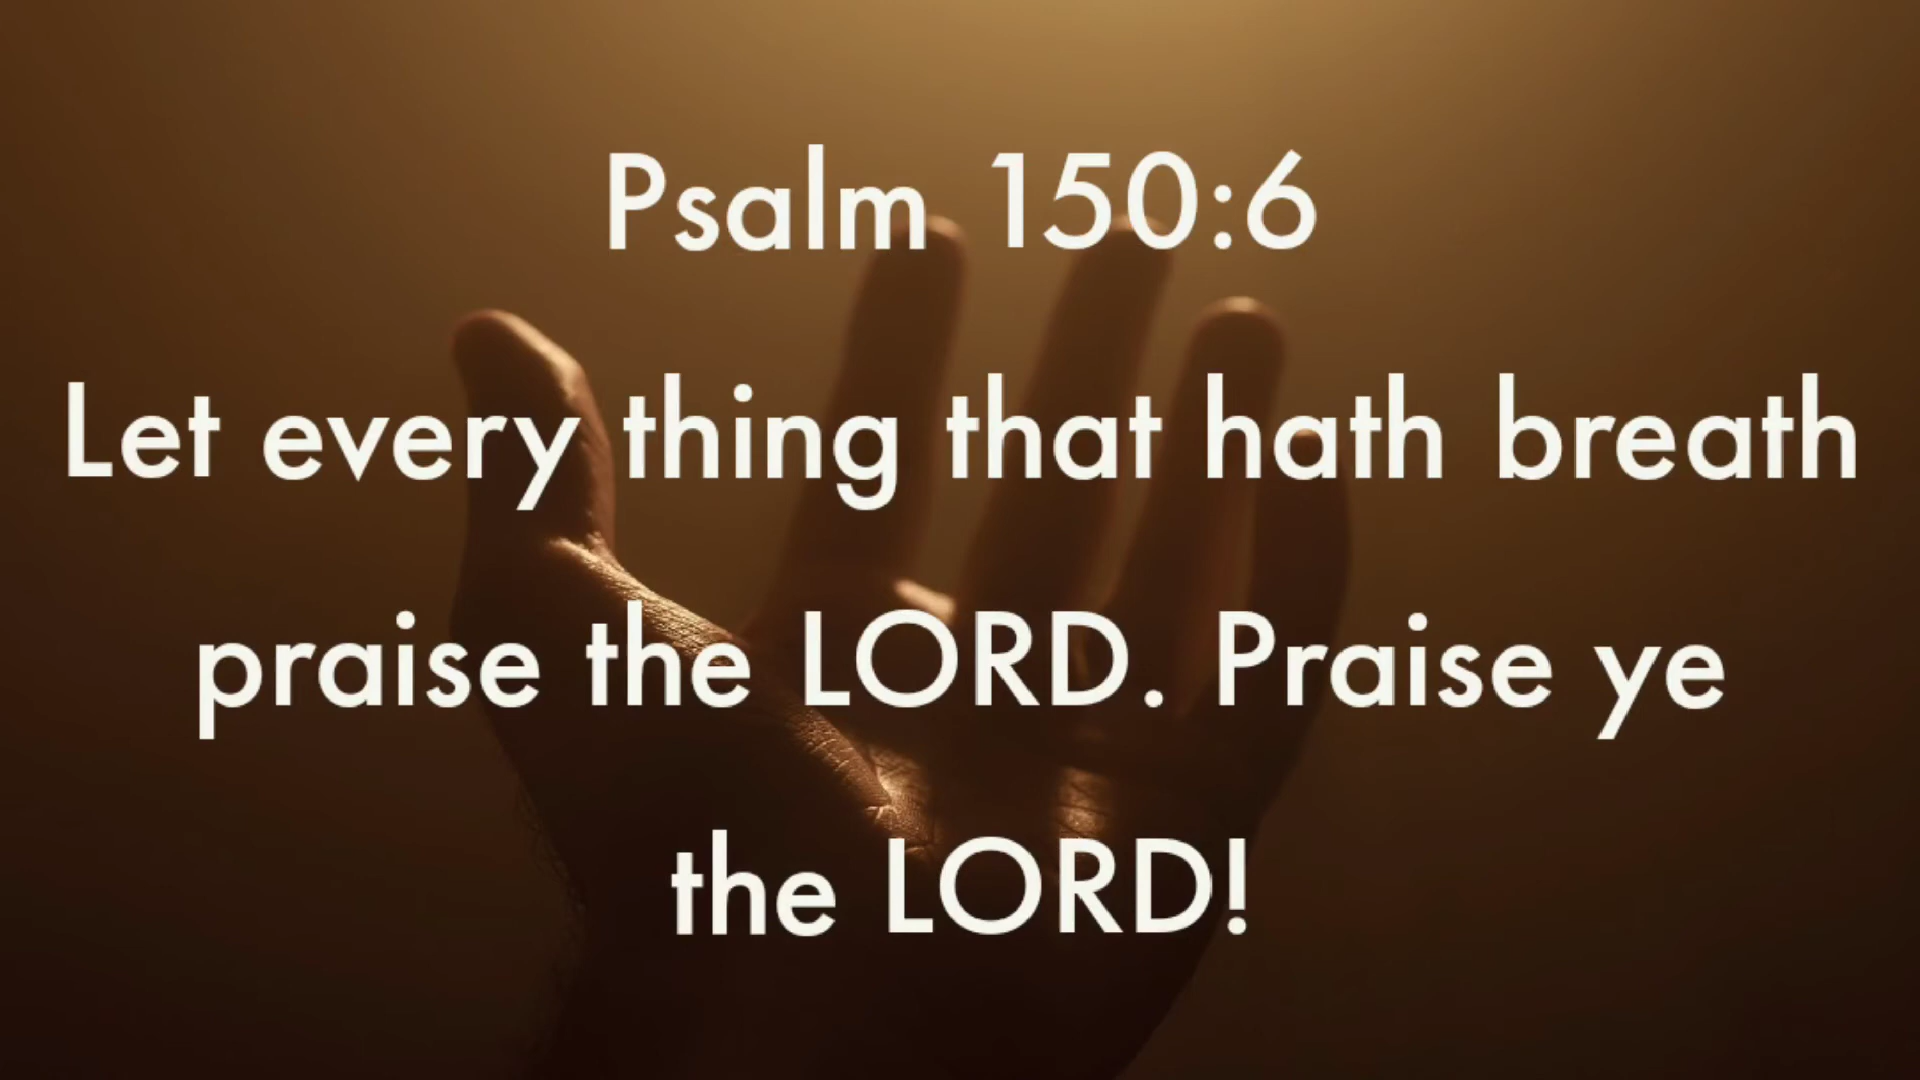 Psalm 150:6
Let every thing that hath breath
praise the LORD. Praise ye
the LORD!